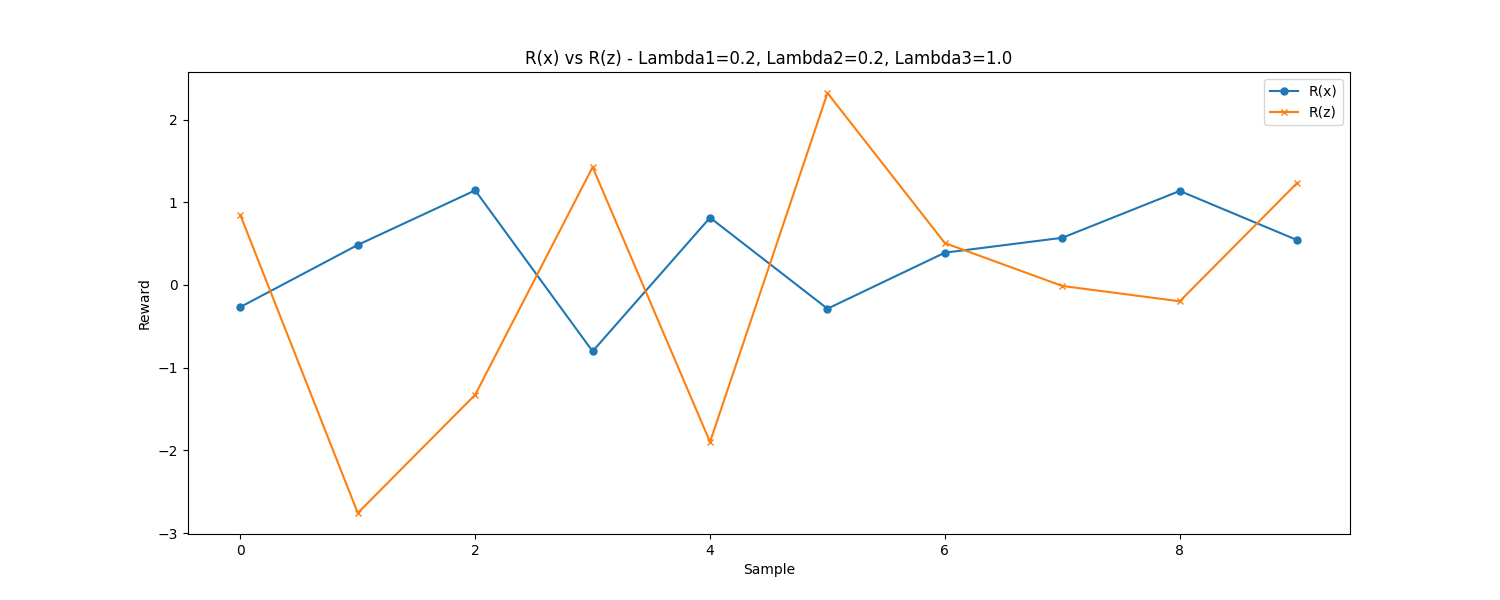 R(x) vs R(z) - Lambda1=0.2, Lambda2=0.2, Lambda3=1.0
R(x)
R(z)
2
1
0
−1
−2
−3
Reward
0 2 4 6 8
Sample